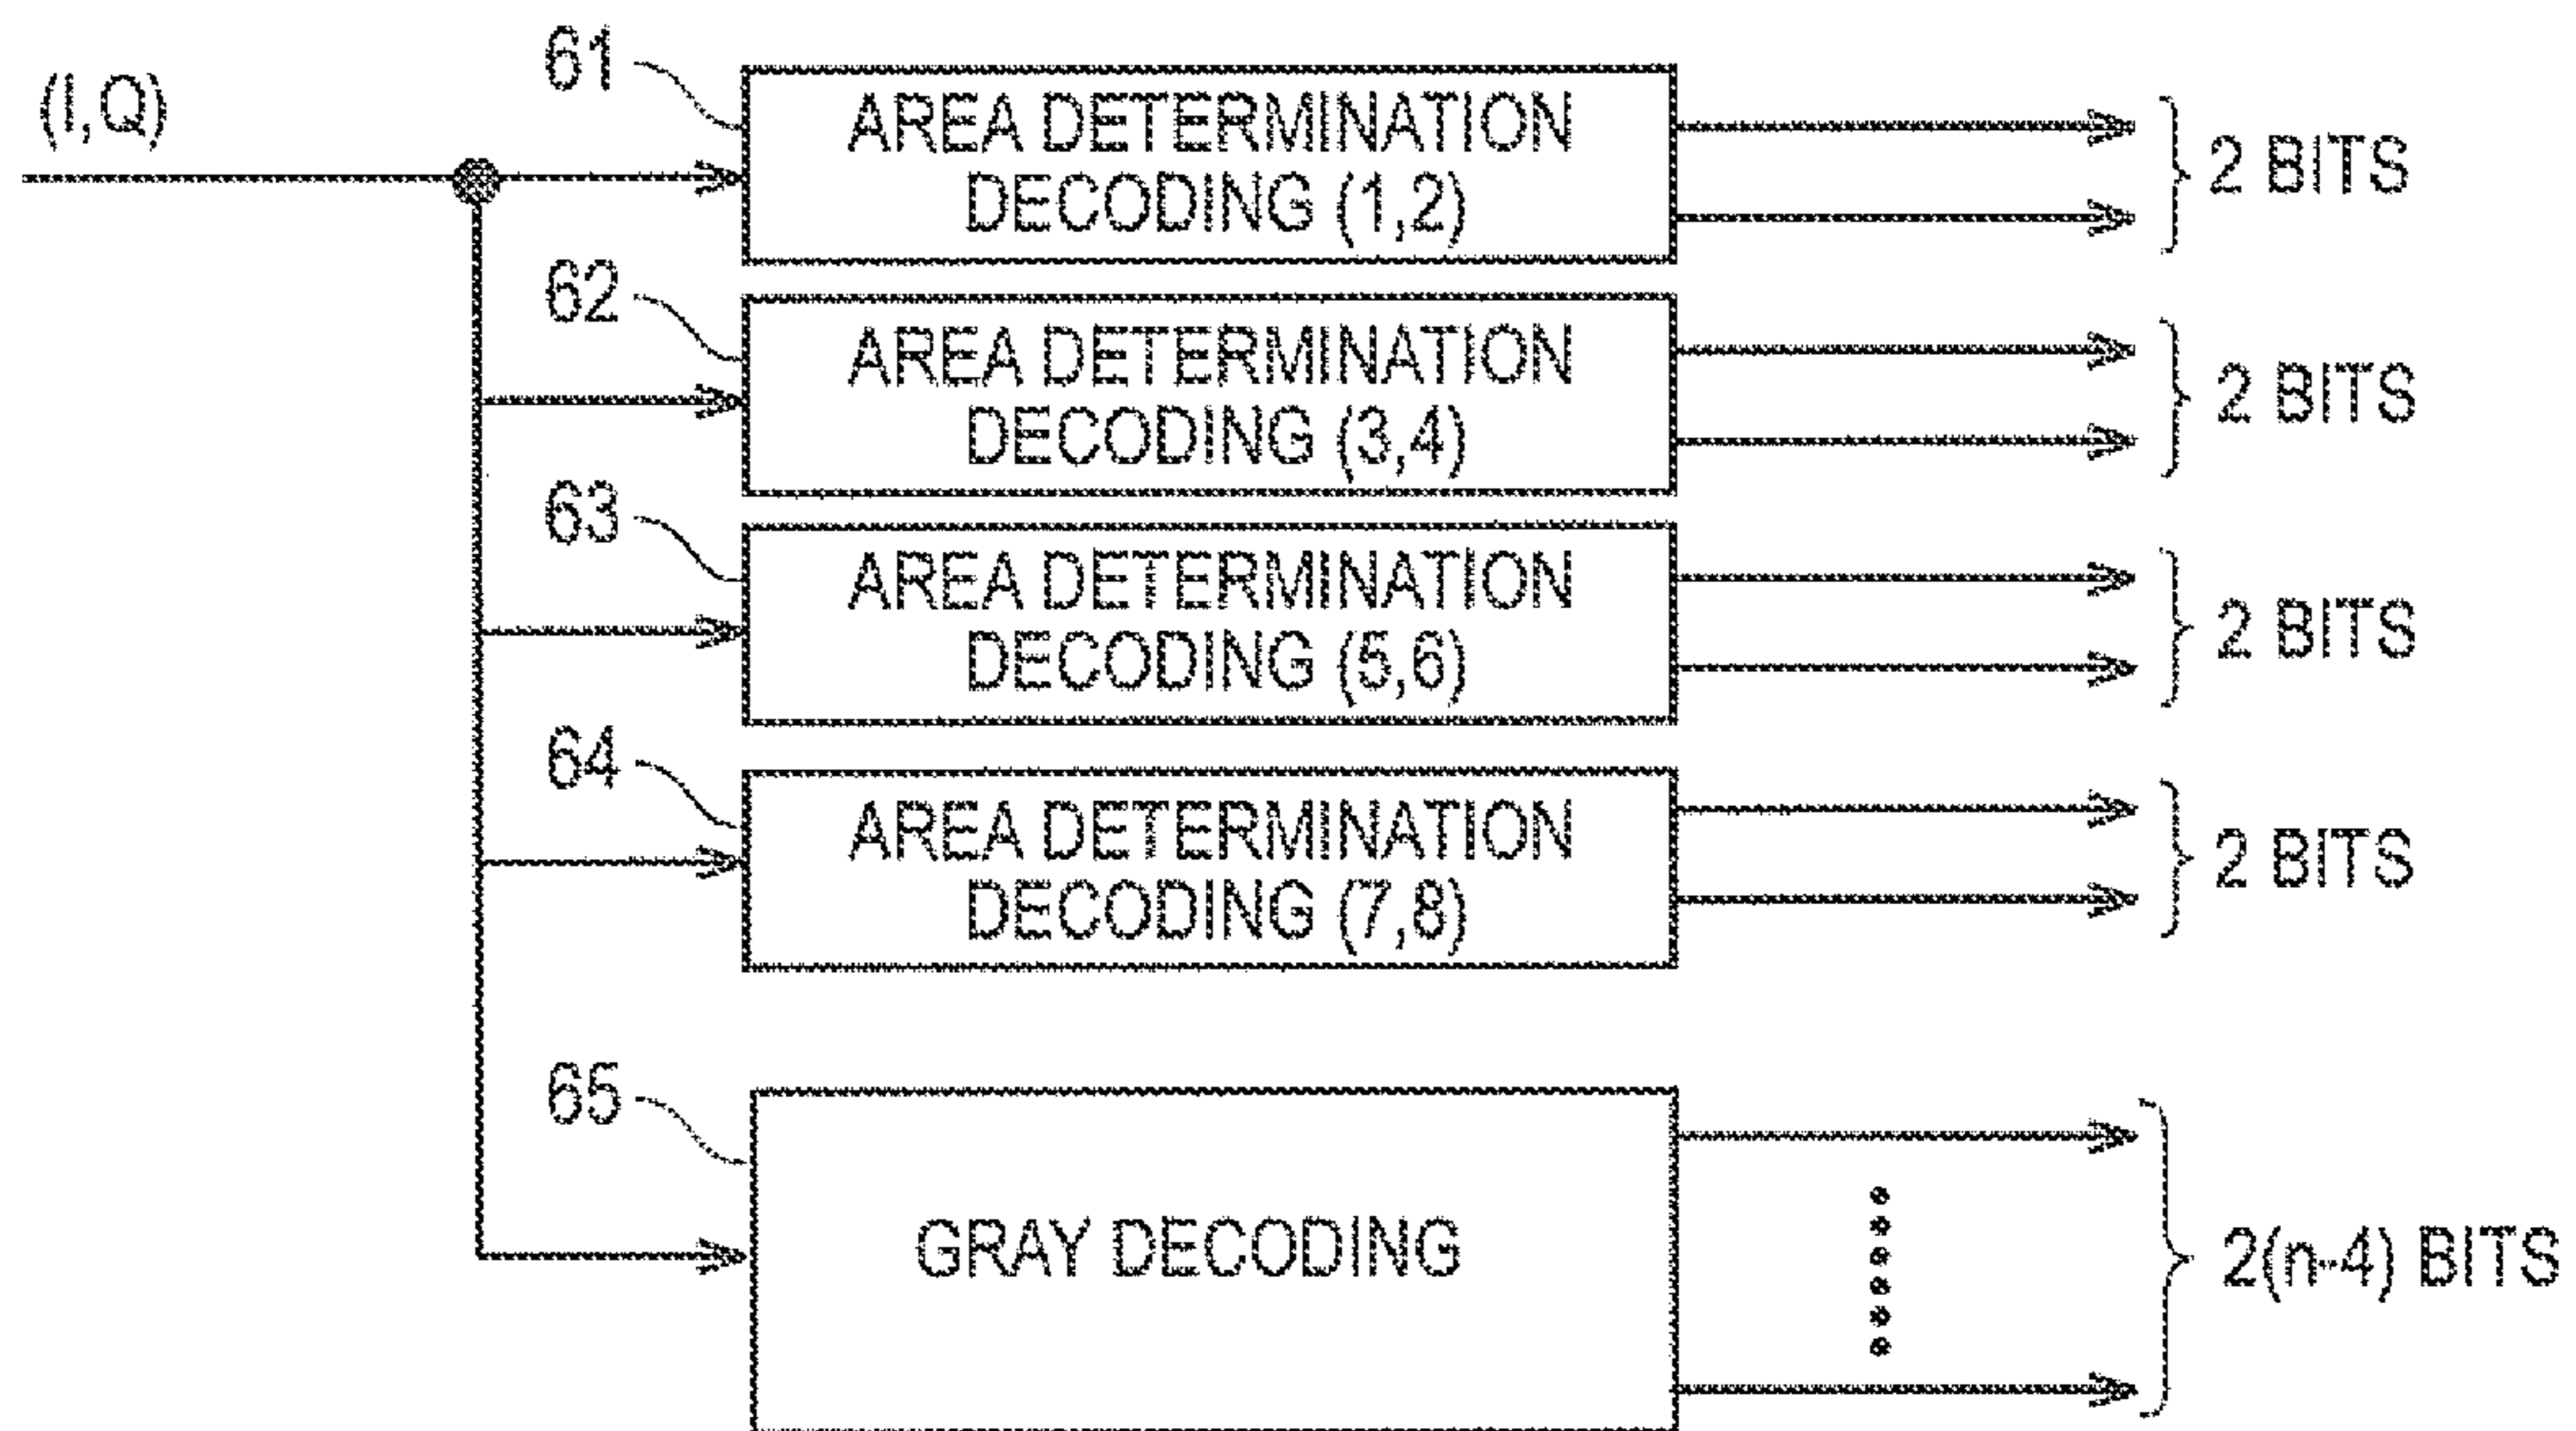 (I,Q)
61
AREA DETERMINATION
DECODING (1,2)
2 BITS
62
AREA DETERMINATION
DECODING (3,4)
2 BITS
63
AREA DETERMINATION
DECODING (5,6)
2 BITS
64
AREA DETERMINATION
DECODING (7,8)
2 BITS
65
GRAY DECODING
2(n-4) BITS